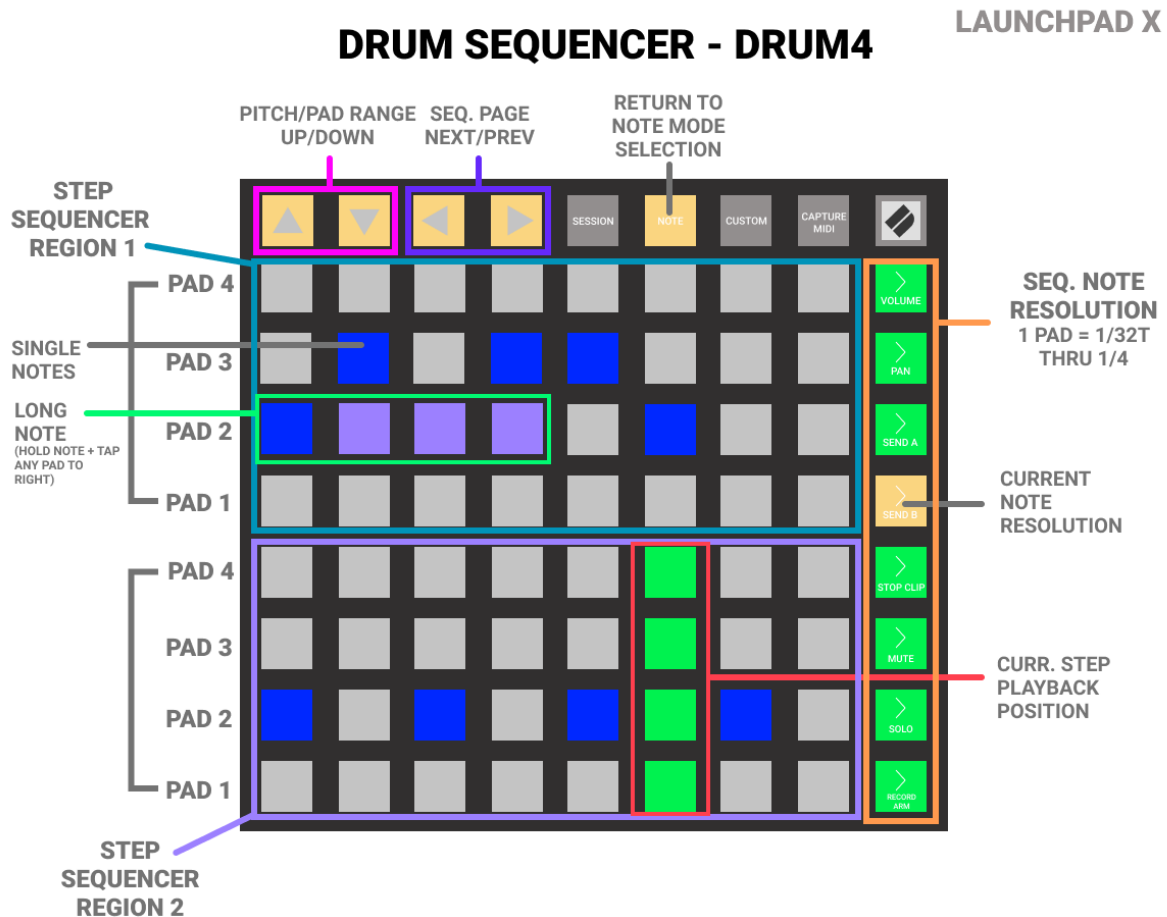 LAUNCHPAD X
DRUM SEQUENCER - DRUM4
PITCH/PAD RANGE
UP/DOWN
SEQ. PAGE
NEXT/PREV
RETURN TO
NOTE MODE
SELECTION
STEP
SEQUENCER
REGION 1
SESSION
NOTE
CUSTOM
CAPTURE
MIDI
PAD 4
VOLUME
SEQ. NOTE
RESOLUTION
1 PAD = 1/32T
THRU 1/4
SINGLE
NOTES
PAD 3
PAN
LONG
NOTE
(HOLD NOTE + TAP
ANY PAD TO
RIGHT)
PAD 2
SEND A
PAD 1
SEND B
CURRENT
NOTE
RESOLUTION
PAD 4
STOP CLIP
PAD 3
MUTE
CURR. STEP
PLAYBACK
POSITION
PAD 2
SOLO
PAD 1
RECORD
ARM
STEP
SEQUENCER
REGION 2